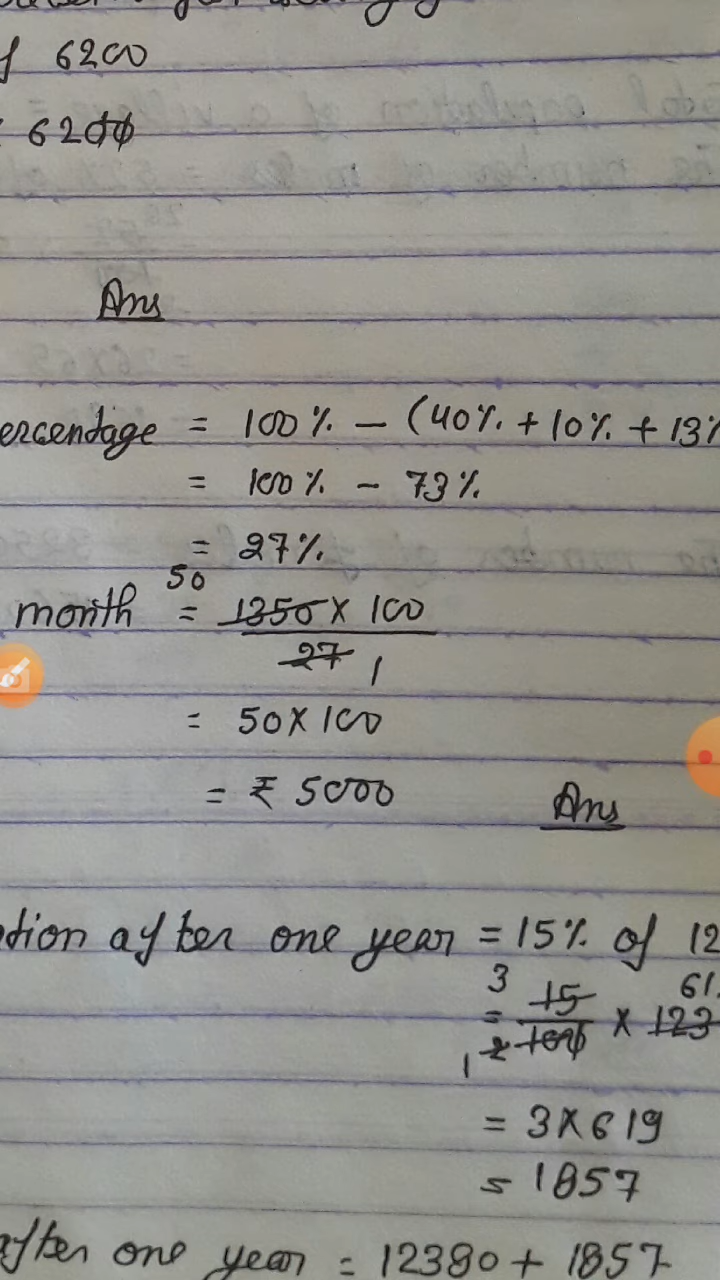 f 6200
6200
Ans
ercentage = 100% - (40% + 10% + 13%
= 100% - 73%
= 27%
50
month = 1350 x 100
27 1
= 50 x 100
= ₹ 5000
Ans
ation after one year = 15% of 12
3 61
= 15 x 123
1 2 100
= 3 x 619
= 1857
after one year = 12380 + 1857